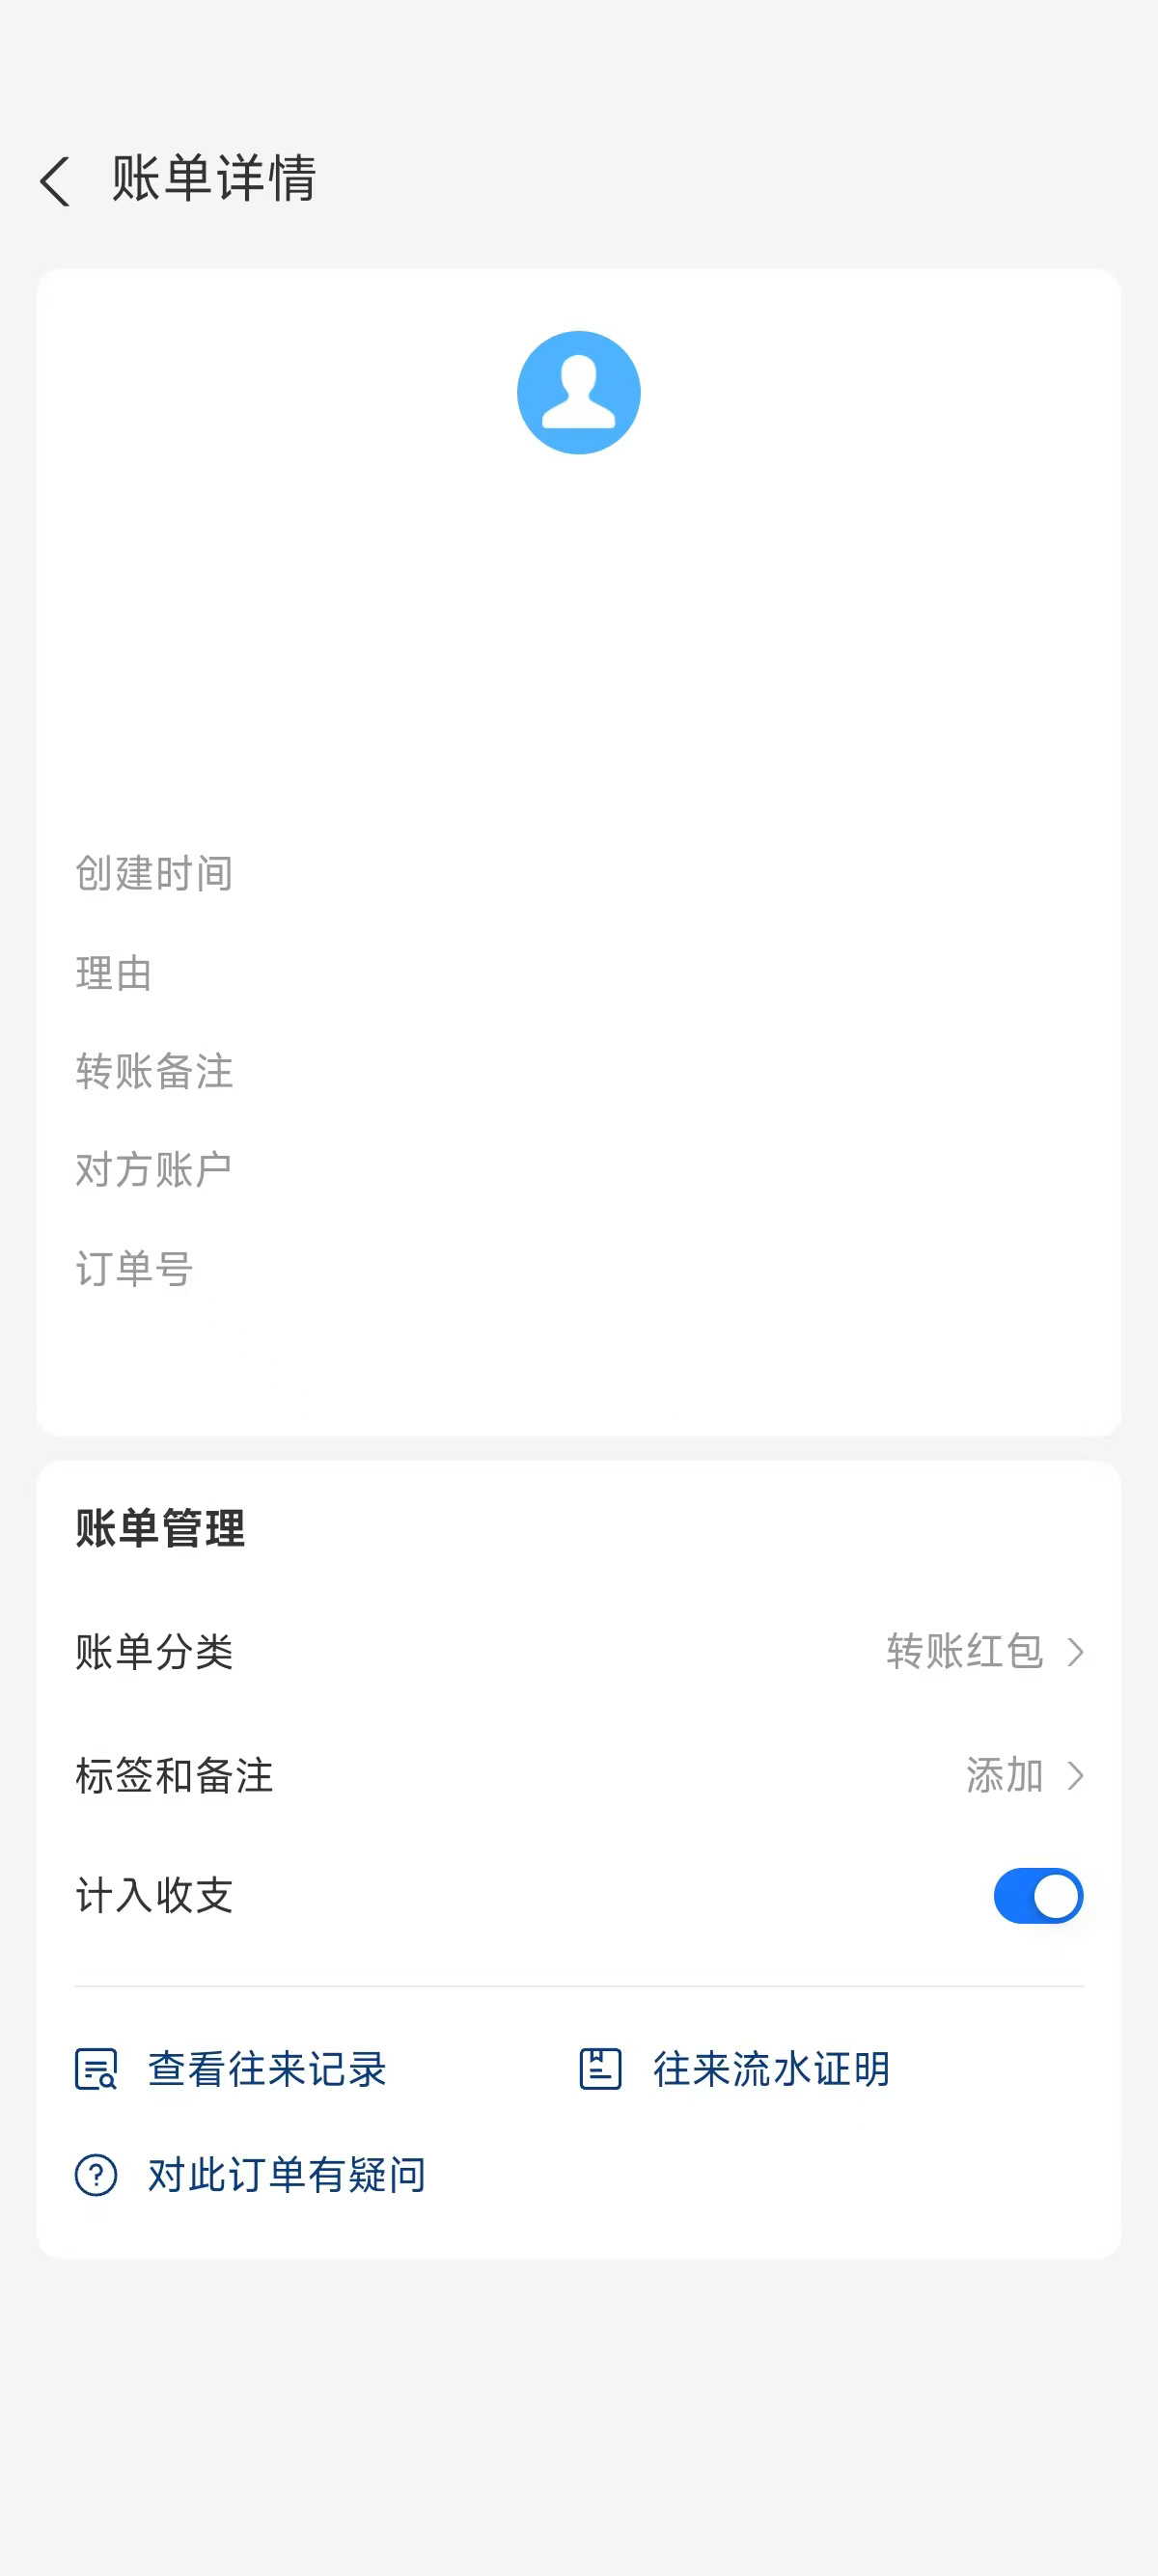 账单详情
创建时间
理由
转账备注
对方账户
订单号
账单管理
账单分类 转账红包
标签和备注 添加
计入收支
查看往来记录 往来流水证明
对此订单有疑问